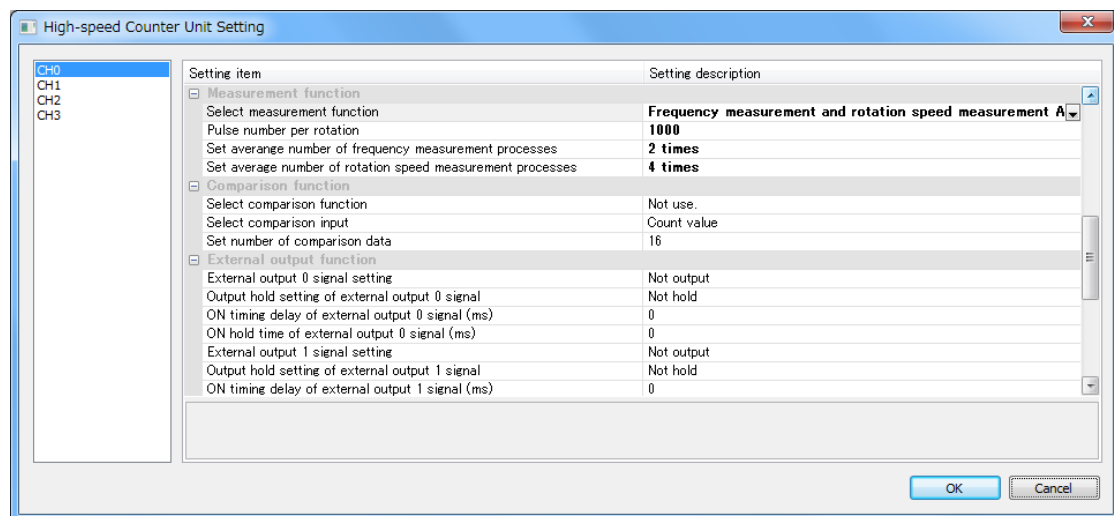 High-speed Counter Unit Setting
CH0
CH1
CH2
CH3
Setting item Setting description
Measurement function
Select measurement function Frequency measurement and rotation speed measurement A
Pulse number per rotation 1000
Set averange number of frequency measurement processes 2 times
Set average number of rotation speed measurement processes 4 times
Comparison function
Select comparison function Not use.
Select comparison input Count value
Set number of comparison data 16
External output function
External output 0 signal setting Not output
Output hold setting of external output 0 signal Not hold
ON timing delay of external output 0 signal (ms) 0
ON hold time of external output 0 signal (ms) 0
External output 1 signal setting Not output
Output hold setting of external output 1 signal Not hold
ON timing delay of external output 1 signal (ms) 0
OK Cancel